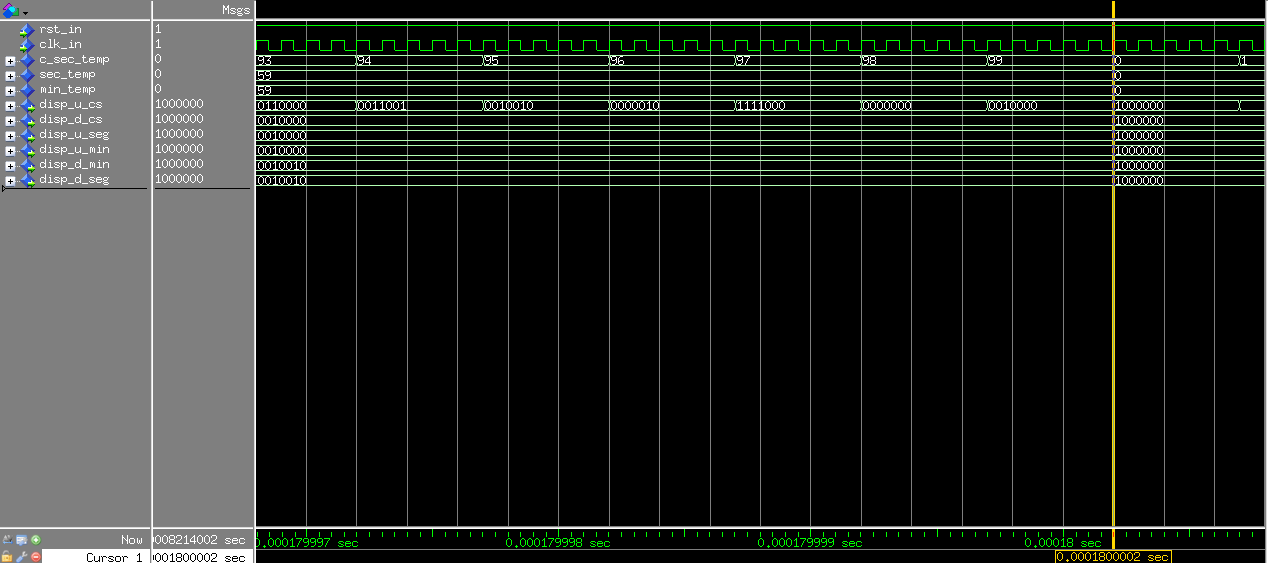 Msgs
rst_in 1
clk_in 1
c_sec_temp 0 93 94 95 96 97 98 99 0 1
sec_temp 0 59 0
min_temp 0 59 0
disp_u_cs 1000000 0110000 0011001 0010010 0000010 1111000 0000000 0010000 1000000
disp_d_cs 1000000 0010000 1000000
disp_u_seg 1000000 0010000 1000000
disp_u_min 1000000 0010000 1000000
disp_d_min 1000000 0010010 1000000
disp_d_seg 1000000 0010010 1000000
Now 0008214002 sec 0.000179997 sec 0.000179998 sec 0.000179999 sec 0.00018 sec
Cursor 1 0001800002 sec 0.0001800002 sec